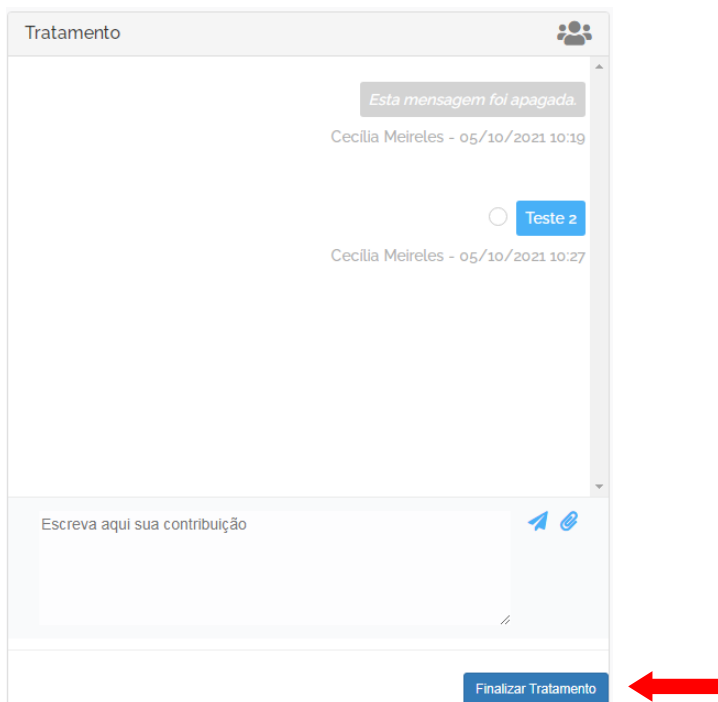 Tratamento
Esta mensagem foi apagada.
Cecília Meireles - 05/10/2021 10:19
Teste 2
Cecília Meireles - 05/10/2021 10:27
Escreva aqui sua contribuição
Finalizar Tratamento